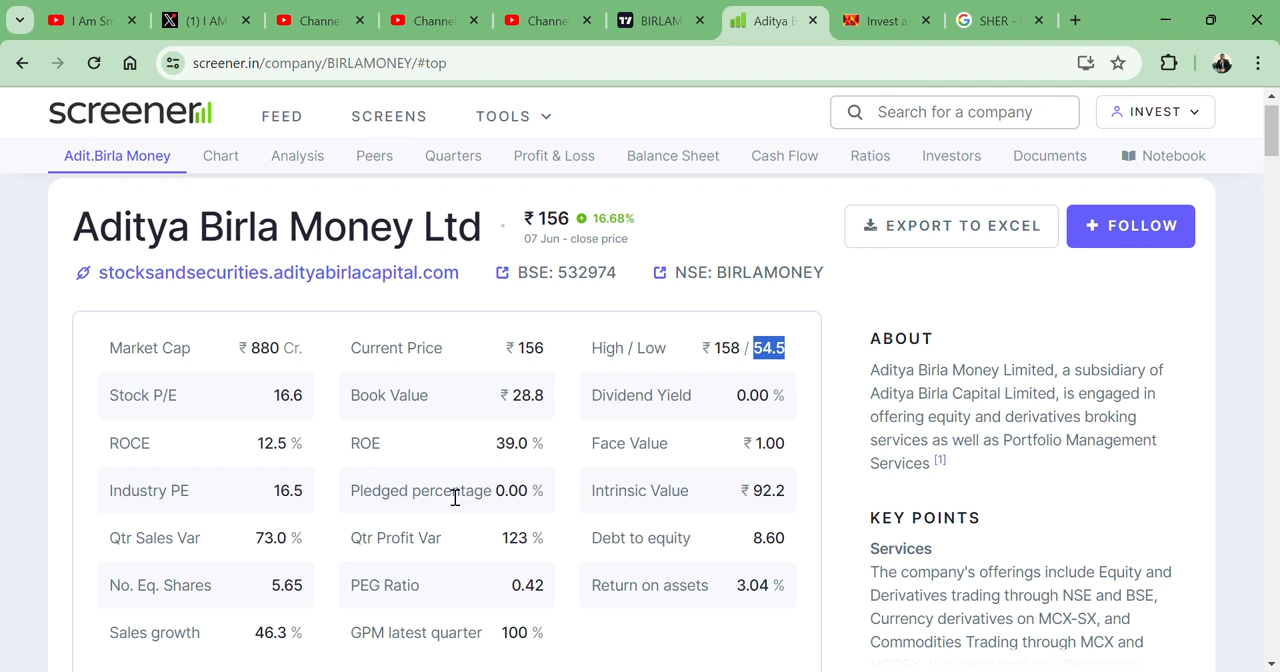 I Am Sm
(1) I AM
Channel
Channel
Channe
BIRLAM
Aditya B
Invest a
SHER -
screener.in/company/BIRLAMONEY/#top
screener
FEED
SCREENS
TOOLS
Search for a company
INVEST
Adit.Birla Money
Chart
Analysis
Peers
Quarters
Profit & Loss
Balance Sheet
Cash Flow
Ratios
Investors
Documents
Notebook
Aditya Birla Money Ltd
₹ 156 16.68%
07 Jun - close price
EXPORT TO EXCEL
+ FOLLOW
stocksandsecurities.adityabirlacapital.com
BSE: 532974
NSE: BIRLAMONEY
Market Cap ₹ 880 Cr.
Current Price ₹ 156
High / Low ₹ 158 / 54.5
Stock P/E 16.6
Book Value ₹ 28.8
Dividend Yield 0.00 %
ROCE 12.5 %
ROE 39.0 %
Face Value ₹ 1.00
Industry PE 16.5
Pledged percentage 0.00 %
Intrinsic Value ₹ 92.2
Qtr Sales Var 73.0 %
Qtr Profit Var 123 %
Debt to equity 8.60
No. Eq. Shares 5.65
PEG Ratio 0.42
Return on assets 3.04 %
Sales growth 46.3 %
GPM latest quarter 100 %
ABOUT
Aditya Birla Money Limited, a subsidiary of
Aditya Birla Capital Limited, is engaged in
offering equity and derivatives broking
services as well as Portfolio Management
Services [1]
KEY POINTS
Services
The company's offerings include Equity and
Derivatives trading through NSE and BSE,
Currency derivatives on MCX-SX, and
Commodities Trading through MCX and